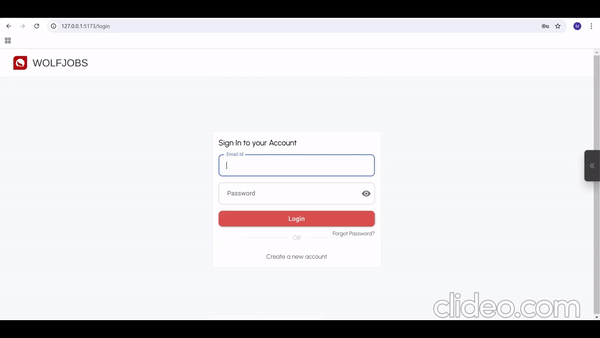 127.0.0.1:5173/login
M
WOLFJOBS
Sign In to your Account
Email Id
Password
Login
Forgot Password?
OR
Create a new account
clideo.com